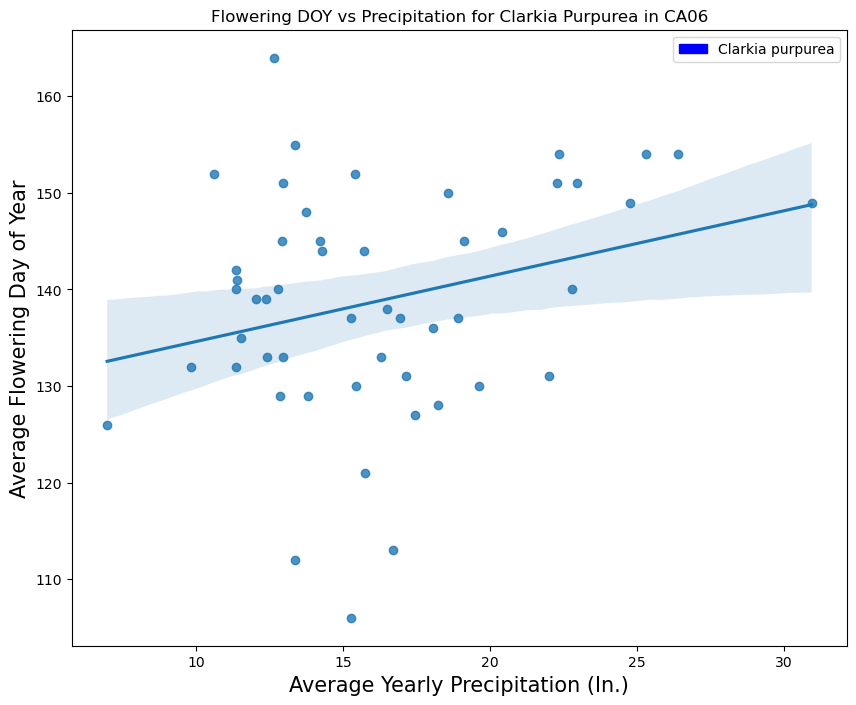 Flowering DOY vs Precipitation for Clarkia Purpurea in CA06
Clarkia purpurea
Average Flowering Day of Year
160
150
140
130
120
110
10 15 20 25 30
Average Yearly Precipitation (In.)